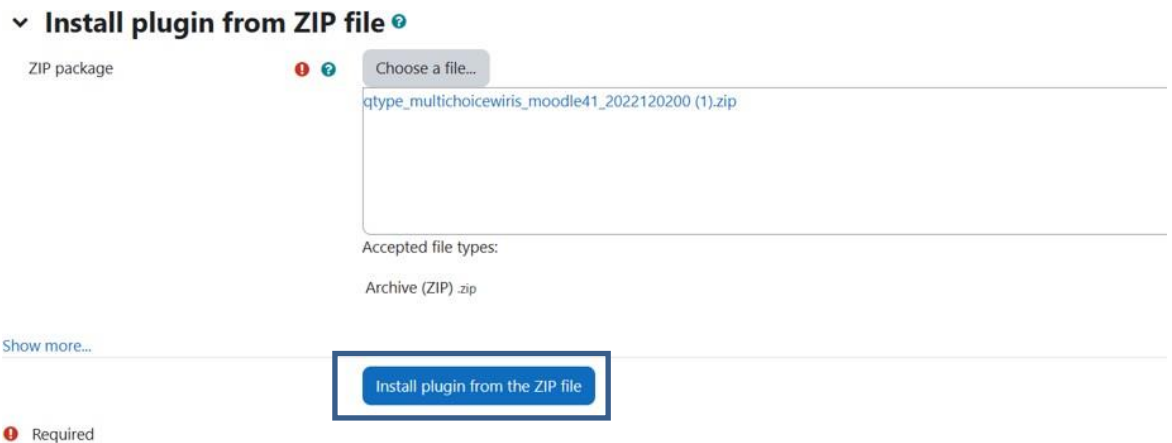 Install plugin from ZIP file
ZIP package
Choose a file...
qtype_multichoicewiris_moodle41_2022120200 (1).zip
Accepted file types:
Archive (ZIP) .zip
Show more...
Install plugin from the ZIP file
Required